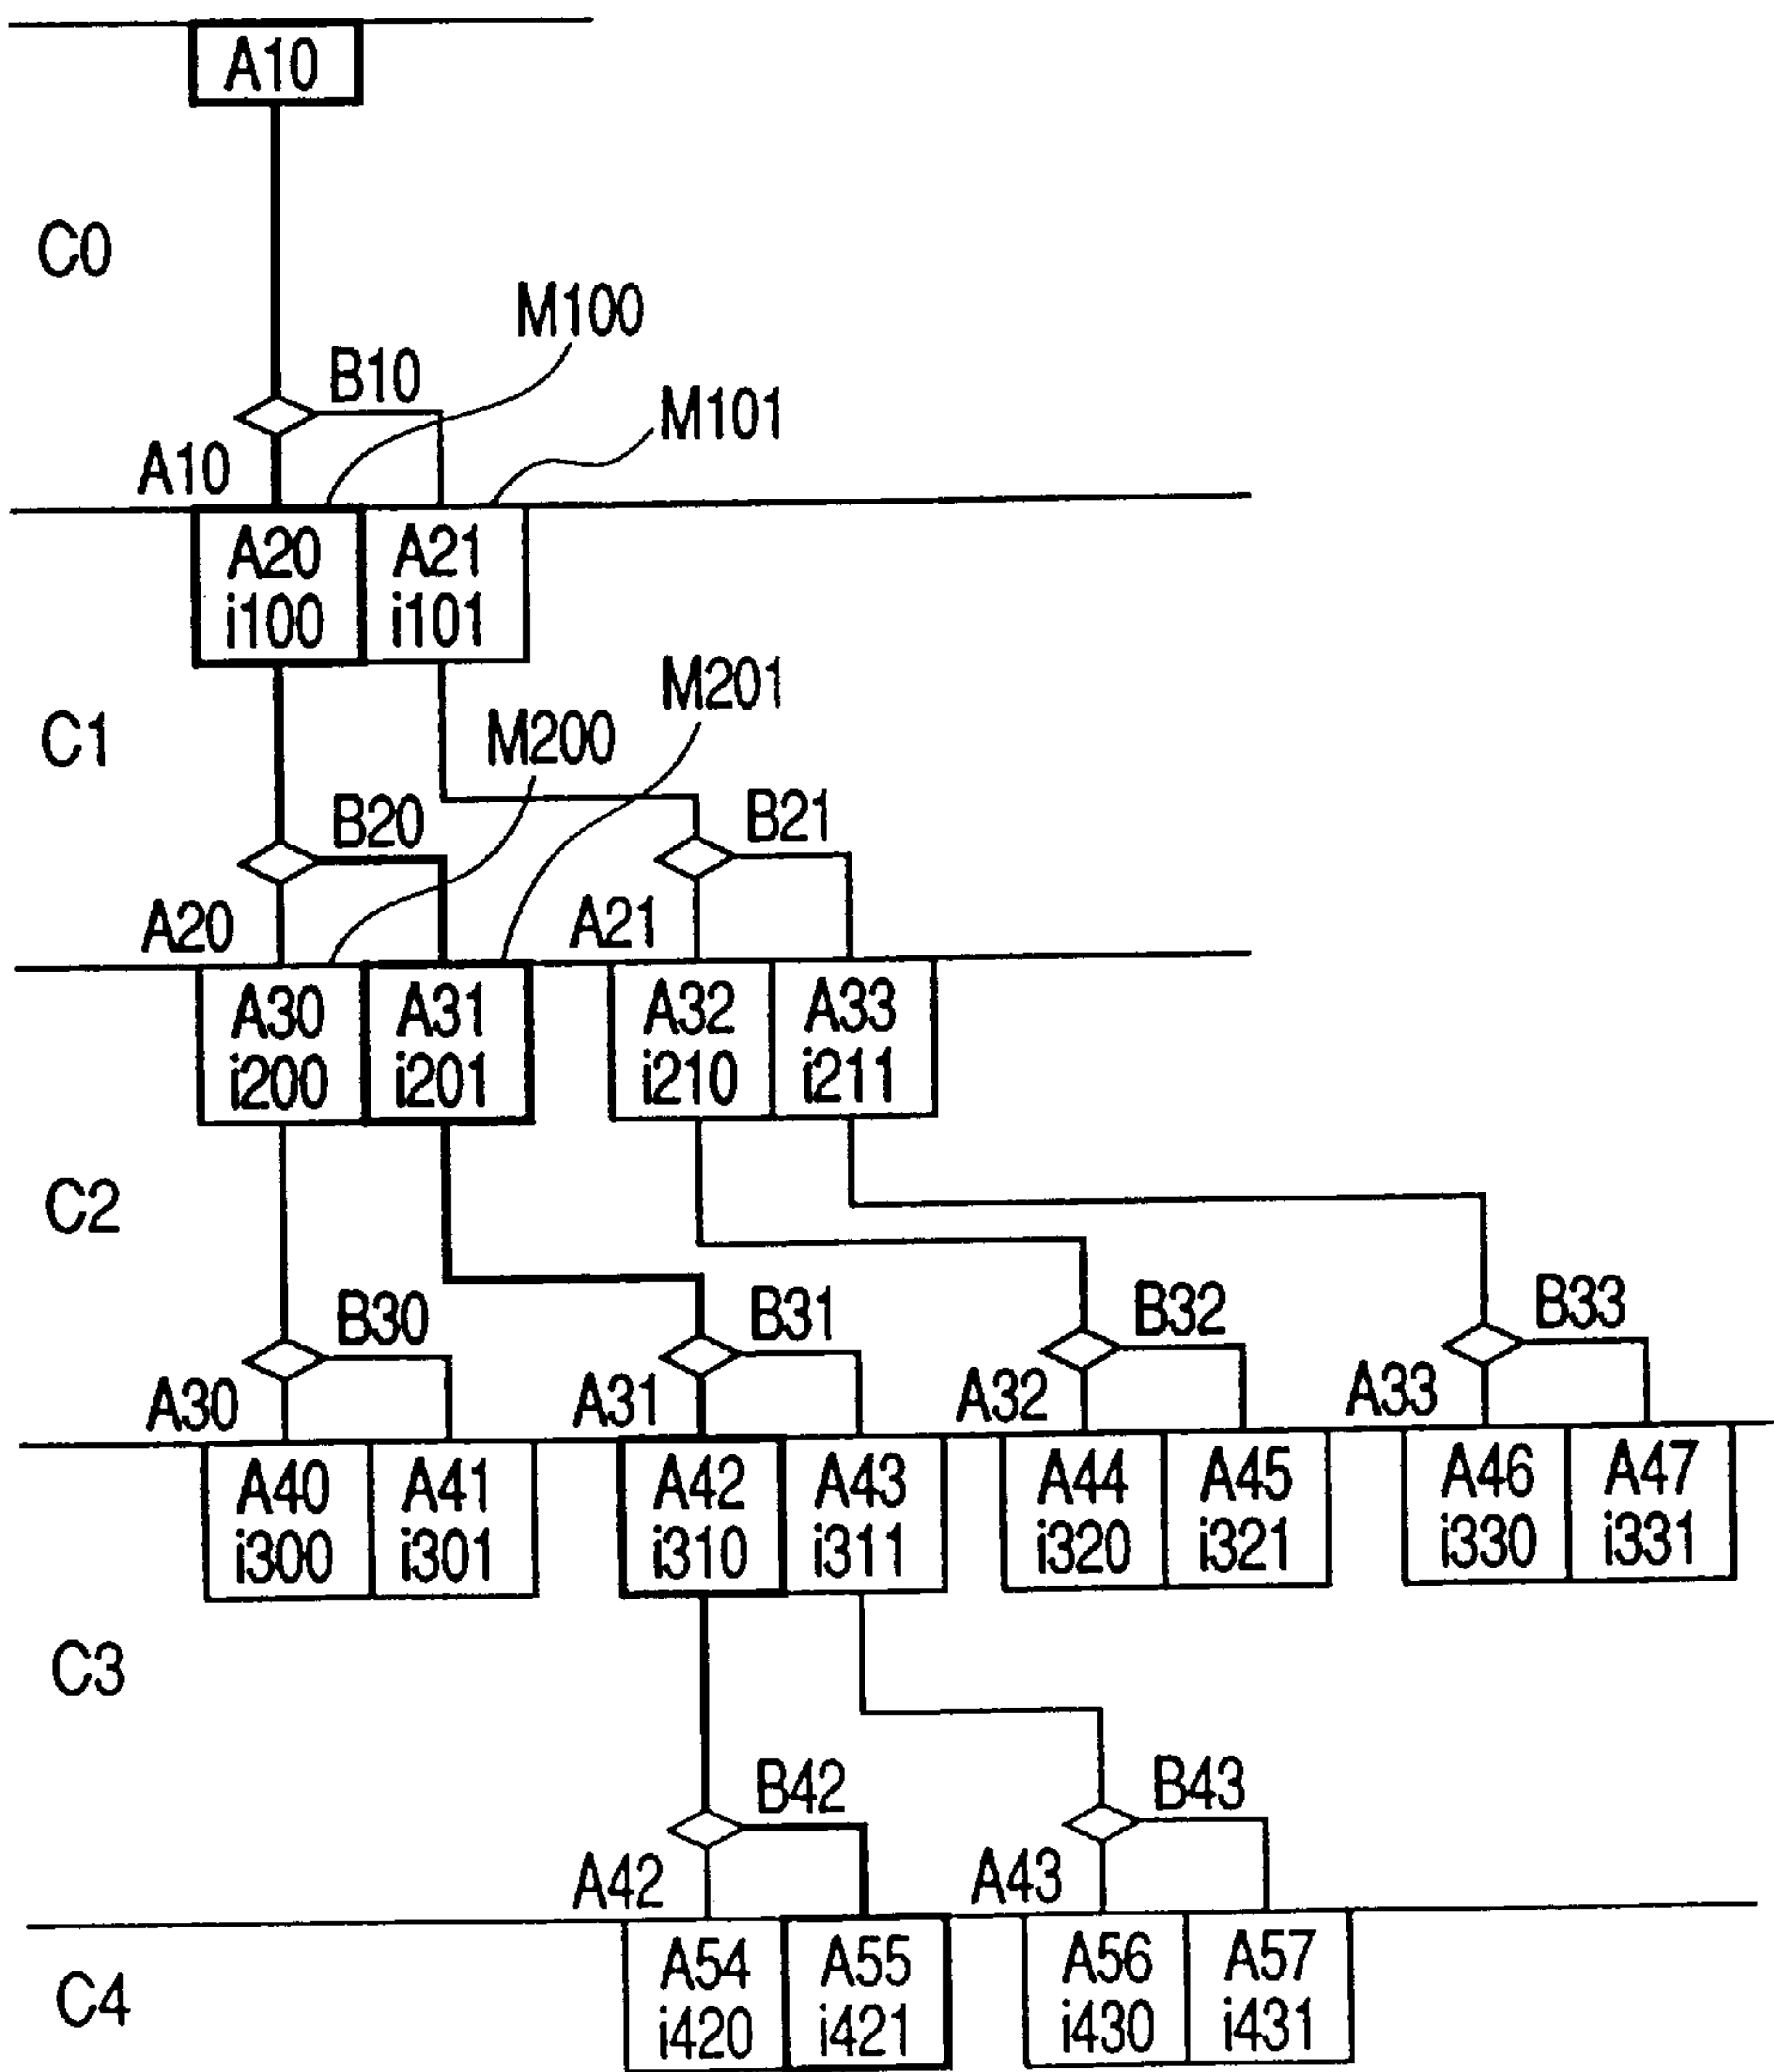 A10
C0
M100
B10
M101
A10
A20 A21
i100 i101
M201
C1
M200
B20 B21
A20 A21
A30 A31 A32 A33
i200 i201 i210 i211
C2
B30 B31 B32 B33
A30 A31 A32 A33
A40 A41 A42 A43 A44 A45 A46 A47
i300 i301 i310 i311 i320 i321 i330 i331
C3
B42 B43
A42 A43
A54 A55 A56 A57
C4
i420 i421 i430 i431